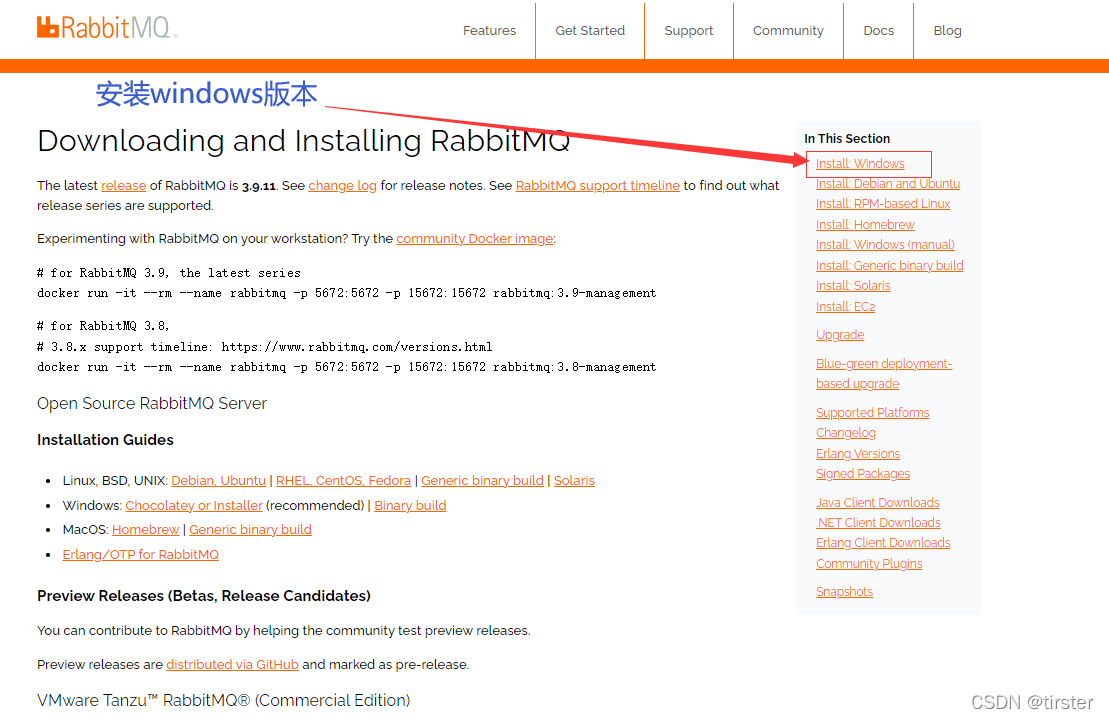 RabbitMQ
Features
Get Started
Support
Community
Docs
Blog
安装windows版本
Downloading and Installing RabbitMQ
The latest release of RabbitMQ is 3.9.11. See change log for release notes. See RabbitMQ support timeline to find out what
release series are supported.
Experimenting with RabbitMQ on your workstation? Try the community Docker image:
# for RabbitMQ 3.9, the latest series
docker run -it --rm --name rabbitmq -p 5672:5672 -p 15672:15672 rabbitmq:3.9-management
# for RabbitMQ 3.8,
# 3.8.x support timeline: https://www.rabbitmq.com/versions.html
docker run -it --rm --name rabbitmq -p 5672:5672 -p 15672:15672 rabbitmq:3.8-management
Open Source RabbitMQ Server
Installation Guides
• Linux, BSD, UNIX: Debian, Ubuntu | RHEL, CentOS, Fedora | Generic binary build | Solaris
• Windows: Chocolatey or Installer (recommended) | Binary build
• MacOS: Homebrew | Generic binary build
• Erlang/OTP for RabbitMQ
Preview Releases (Betas, Release Candidates)
You can contribute to RabbitMQ by helping the community test preview releases.
Preview releases are distributed via GitHub and marked as pre-release.
VMware Tanzu™ RabbitMQ® (Commercial Edition)
In This Section
Install: Windows
Install: Debian and Ubuntu
Install: RPM-based Linux
Install: Homebrew
Install: Windows (manual)
Install: Generic binary build
Install: Solaris
Install: EC2
Upgrade
Blue-green deployment-
based upgrade
Supported Platforms
Changelog
Erlang Versions
Signed Packages
Java Client Downloads
.NET Client Downloads
Erlang Client Downloads
Community Plugins
Snapshots
CSDN @tirster